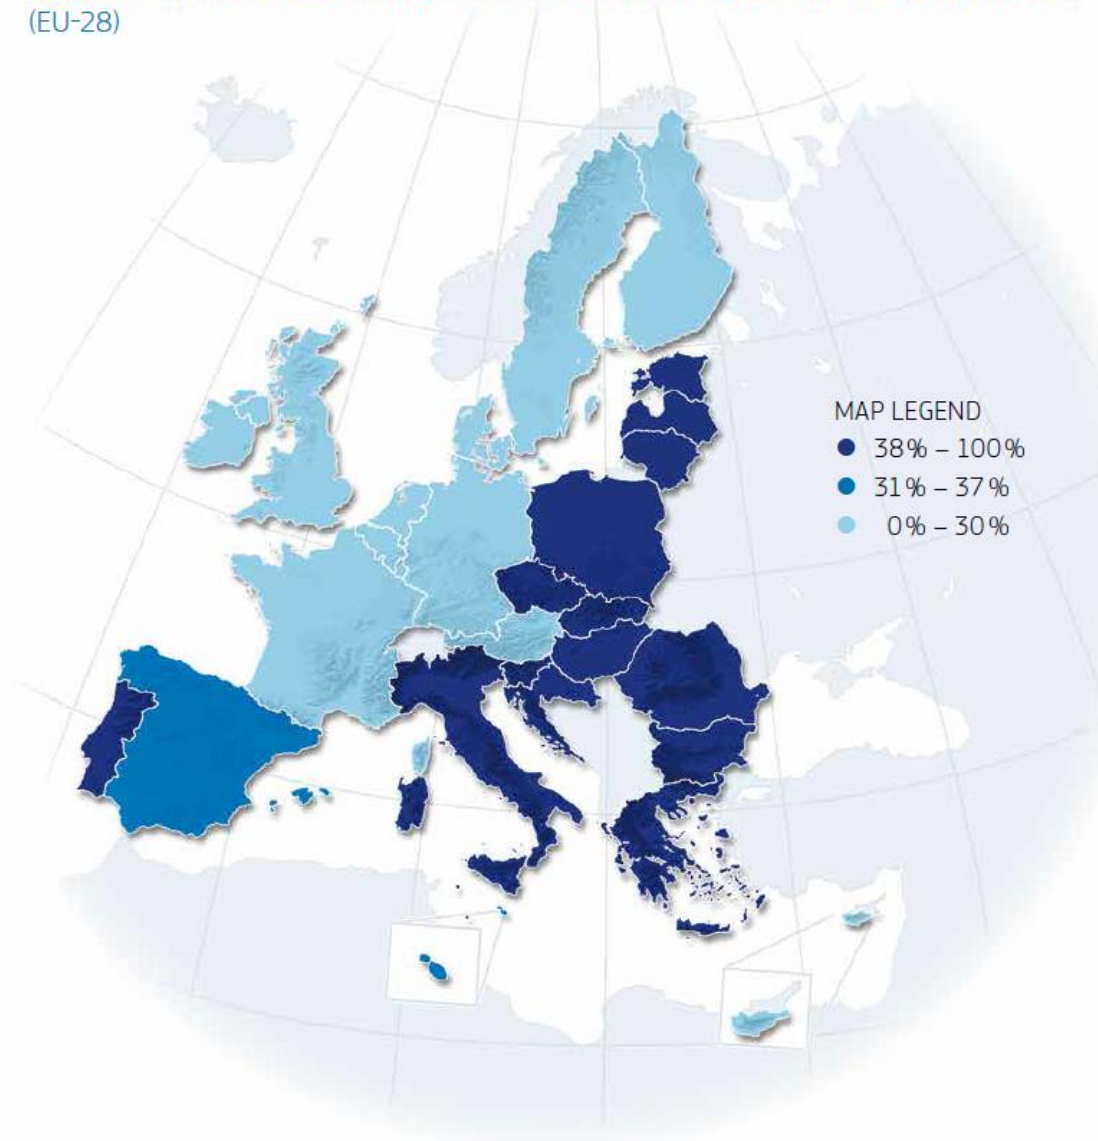 (EU-28)
MAP LEGEND
38% – 100%
31% – 37%
0% – 30%